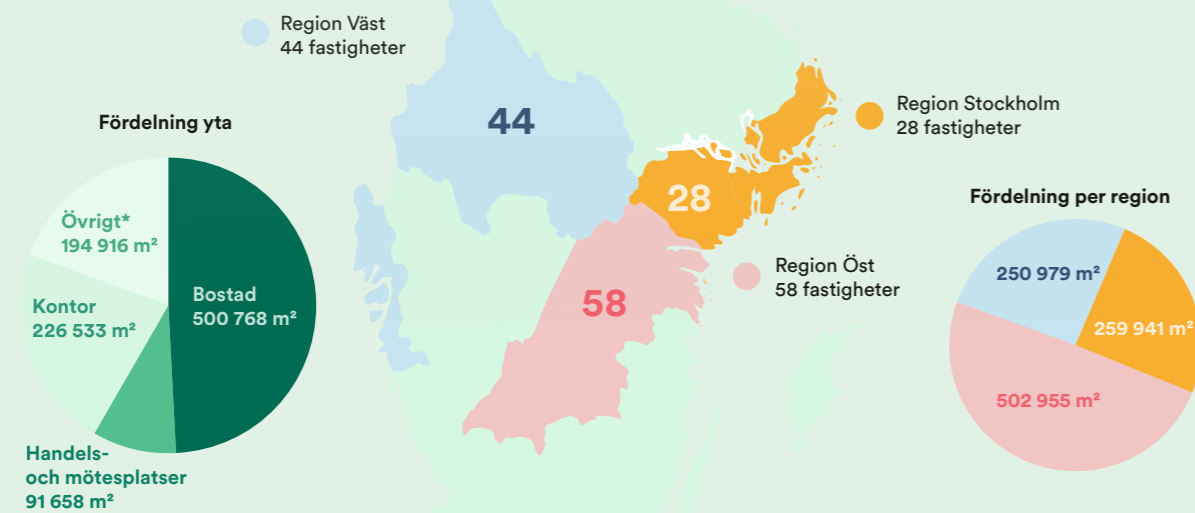 Region Väst
44 fastigheter
Fördelning yta
Övrigt*
194 916 m²
Kontor
226 533 m²
Bostad
500 768 m²
Handels-
och mötesplatser
91 658 m²
44
28
58
Region Stockholm
28 fastigheter
Region Öst
58 fastigheter
Fördelning per region
250 979 m²
259 941 m²
502 955 m²